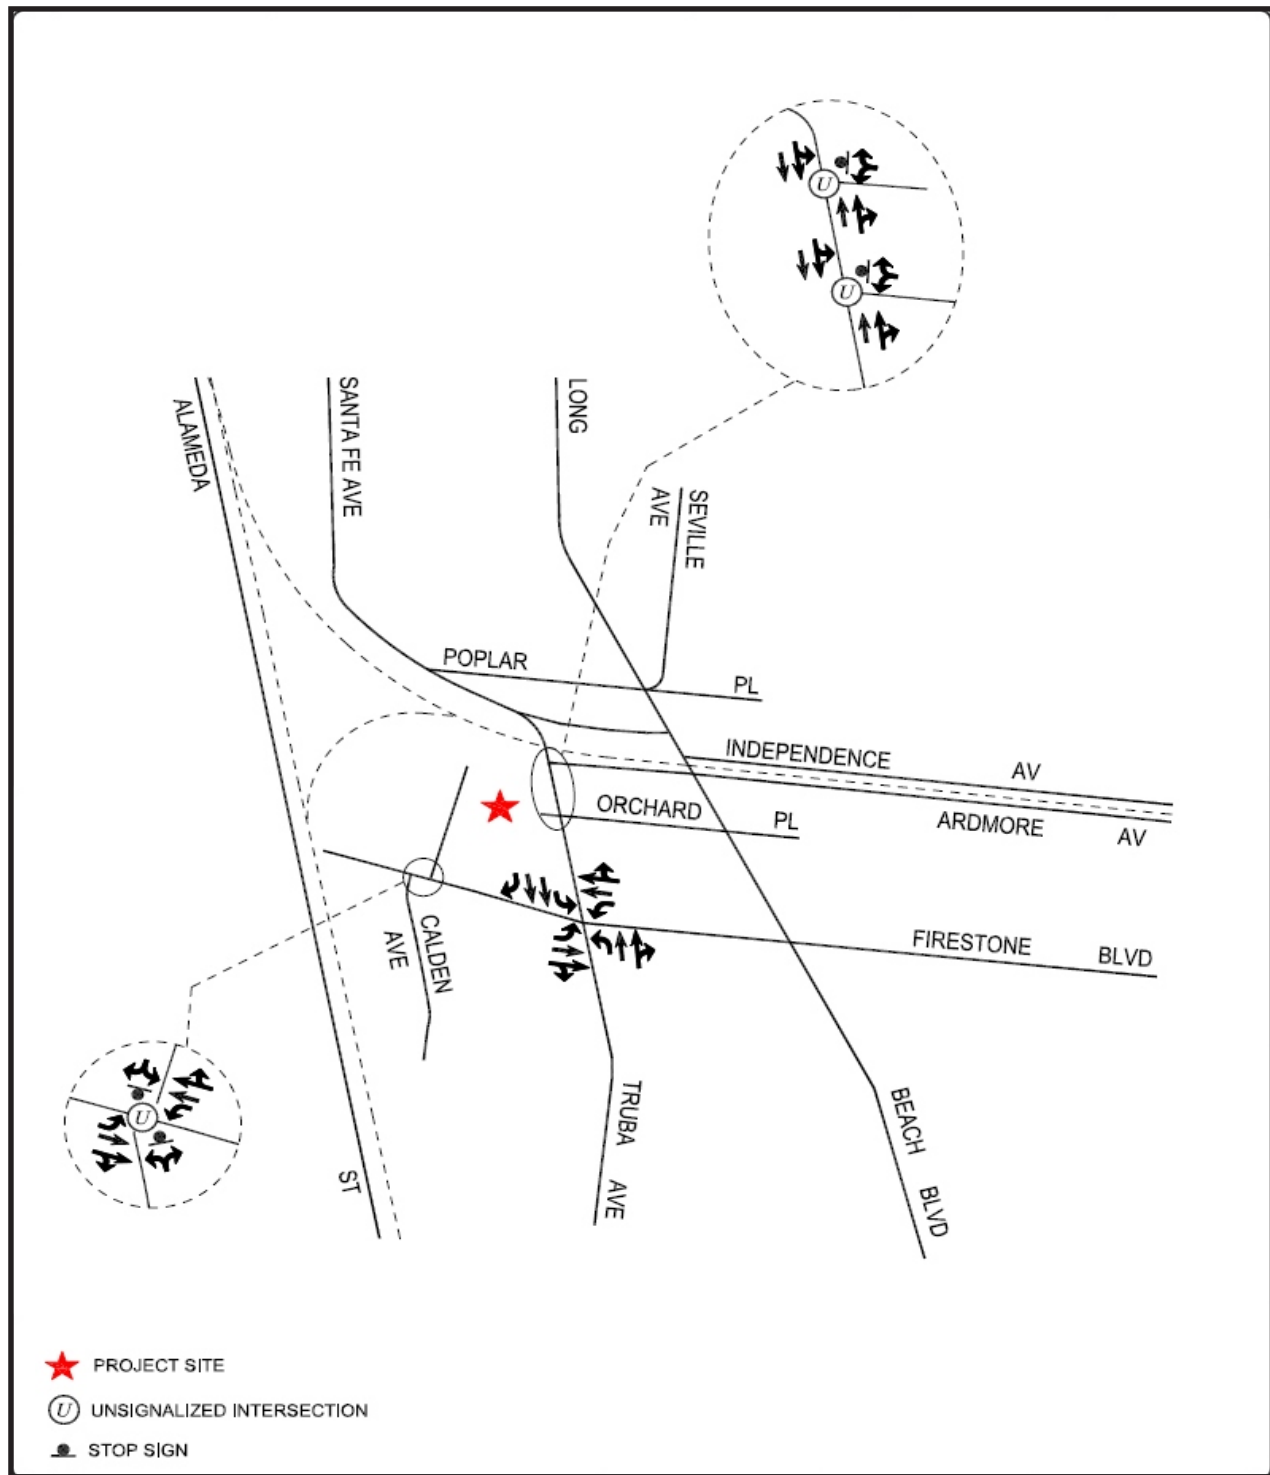 U
U
ALAMEDA
SANTA FE AVE
LONG
SEVILLE
AVE
POPLAR
PL
INDEPENDENCE
AV
ORCHARD
PL
ARDMORE
AV
CALDEN
AVE
FIRESTONE
BLVD
U
ST
TRUBA
AVE
BEACH
BLVD
PROJECT SITE
U UNSIGNALIZED INTERSECTION
STOP SIGN